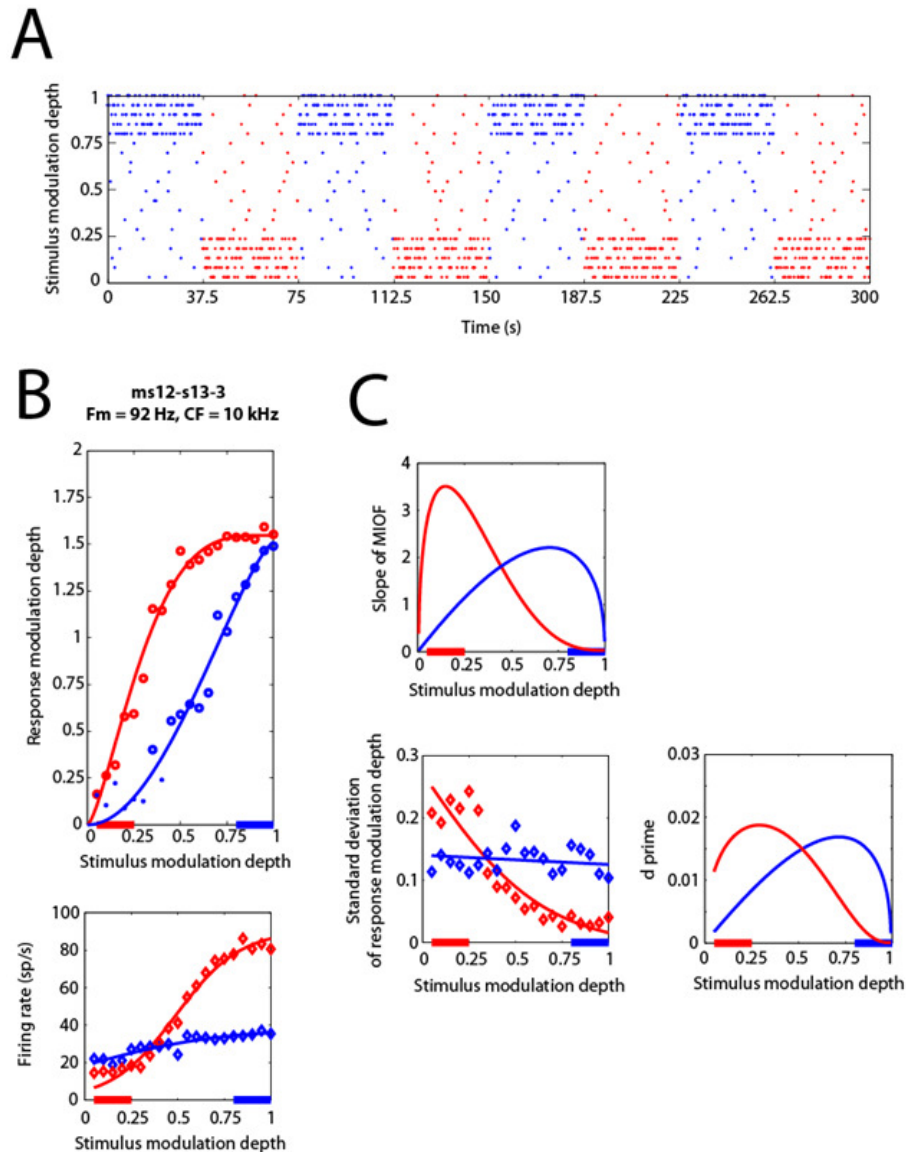 A
Stimulus modulation depth
1
0.75
0.5
0.25
0
0 37.5 75 112.5 150 187.5 225 262.5 300
Time (s)
B
ms12-s13-3
Fm = 92 Hz, CF = 10 kHz
Response modulation depth
2
1.75
1.5
1.25
1
0.75
0.5
0.25
0
0 0.25 0.5 0.75 1
Stimulus modulation depth
Firing rate (sp/s)
100
80
60
40
20
0
0 0.25 0.5 0.75 1
Stimulus modulation depth
C
Slope of MIOF
4
3
2
1
0
0 0.25 0.5 0.75 1
Stimulus modulation depth
Standard deviation
of response modulation depth
0.3
0.2
0.1
0
0 0.25 0.5 0.75 1
Stimulus modulation depth
d prime
0.03
0.02
0.01
0
0 0.25 0.5 0.75 1
Stimulus modulation depth